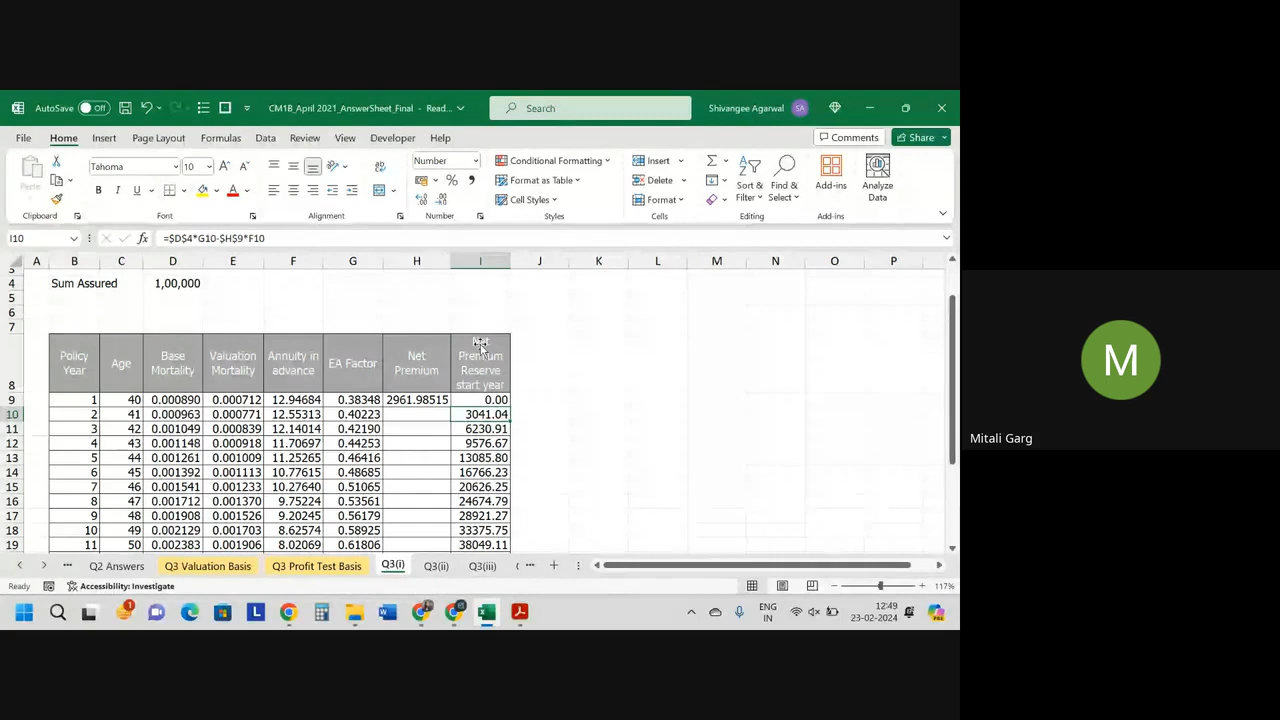 AutoSave Off CM1B_April 2021_AnswerSheet_Final - Read... Search Shivangee Agarwal SA
File Home Insert Page Layout Formulas Data Review View Developer Help Comments Share
Paste Tahoma 10 Number Conditional Formatting Format as Table Cell Styles Insert Delete Format Sort & Filter Find & Select Add-ins Analyze Data
Clipboard Font Alignment Number Styles Cells Editing Add-ins
I10 fx =$D$4*G10-$H$9*F10
A B C D E F G H I J K L M N O P
4 Sum Assured 1,00,000
5
6
7
8 Policy Year Age Base Mortality Valuation Mortality Annuity in advance EA Factor Net Premium Net Premium Reserve start year
9 1 40 0.000890 0.000712 12.94684 0.38348 2961.98515 0.00
10 2 41 0.000963 0.000771 12.55313 0.40223 3041.04
11 3 42 0.001049 0.000839 12.14014 0.42190 6230.91
12 4 43 0.001148 0.000918 11.70697 0.44253 9576.67
13 5 44 0.001261 0.001009 11.25265 0.46416 13085.80
14 6 45 0.001392 0.001113 10.77615 0.48685 16766.23
15 7 46 0.001541 0.001233 10.27640 0.51065 20626.25
16 8 47 0.001712 0.001370 9.75224 0.53561 24674.79
17 9 48 0.001908 0.001526 9.20245 0.56179 28921.27
18 10 49 0.002129 0.001703 8.62574 0.58925 33375.75
19 11 50 0.002383 0.001906 8.02069 0.61806 38049.11
Q2 Answers Q3 Valuation Basis Q3 Profit Test Basis Q3(i) Q3(ii) Q3(iii)
Ready Accessibility: Investigate 117%
ENG IN 12:49 23-02-2024
M
Mitali Garg